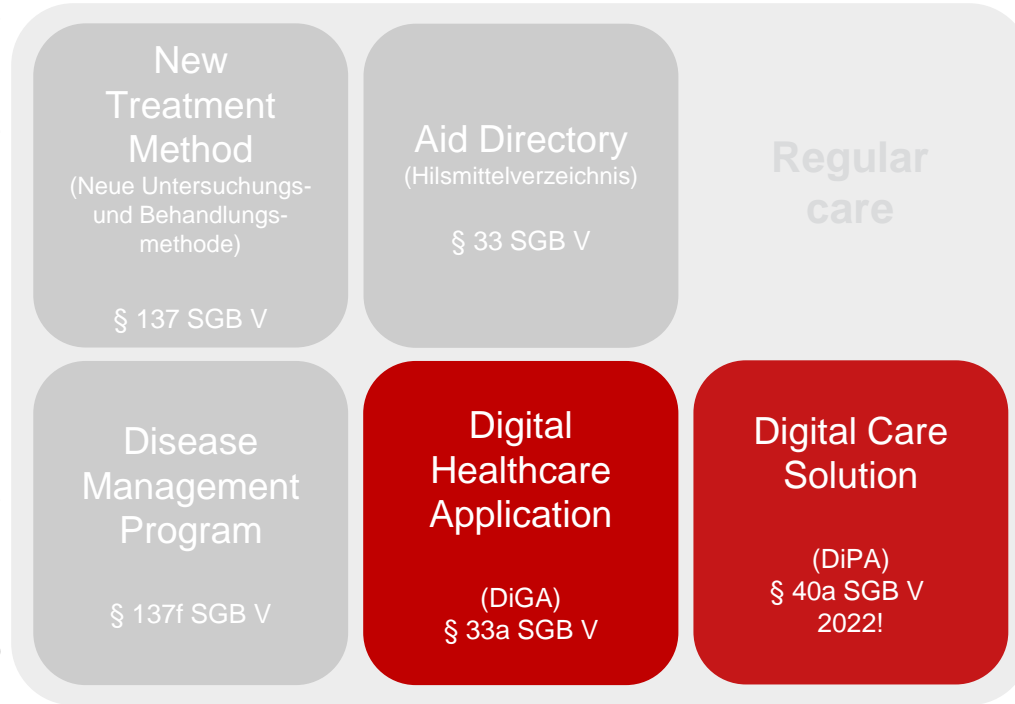 New
Treatment
Method
(Neue Untersuchungs-
und Behandlungs-
methode)
§ 137 SGB V
Aid Directory
(Hilsmittelverzeichnis)
§ 33 SGB V
Regular
care
Disease
Management
Program
§ 137f SGB V
Digital
Healthcare
Application
(DiGA)
§ 33a SGB V
Digital Care
Solution
(DiPA)
§ 40a SGB V
2022!